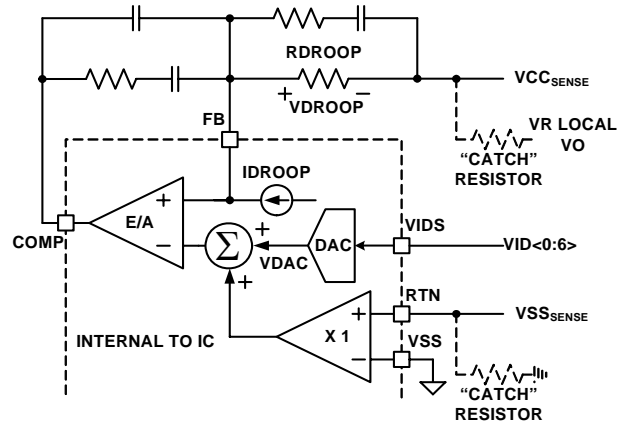 RDROOP
+ VDROOP −
VCCSENSE
FB
VR LOCAL
VO
“CATCH”
RESISTOR
IDROOP
+
E/A
−
COMP
Σ
+
+
VDAC
DAC
VIDS
VID<0:6>
RTN
VSSSENSE
+
X 1
−
VSS
INTERNAL TO IC
“CATCH”
RESISTOR